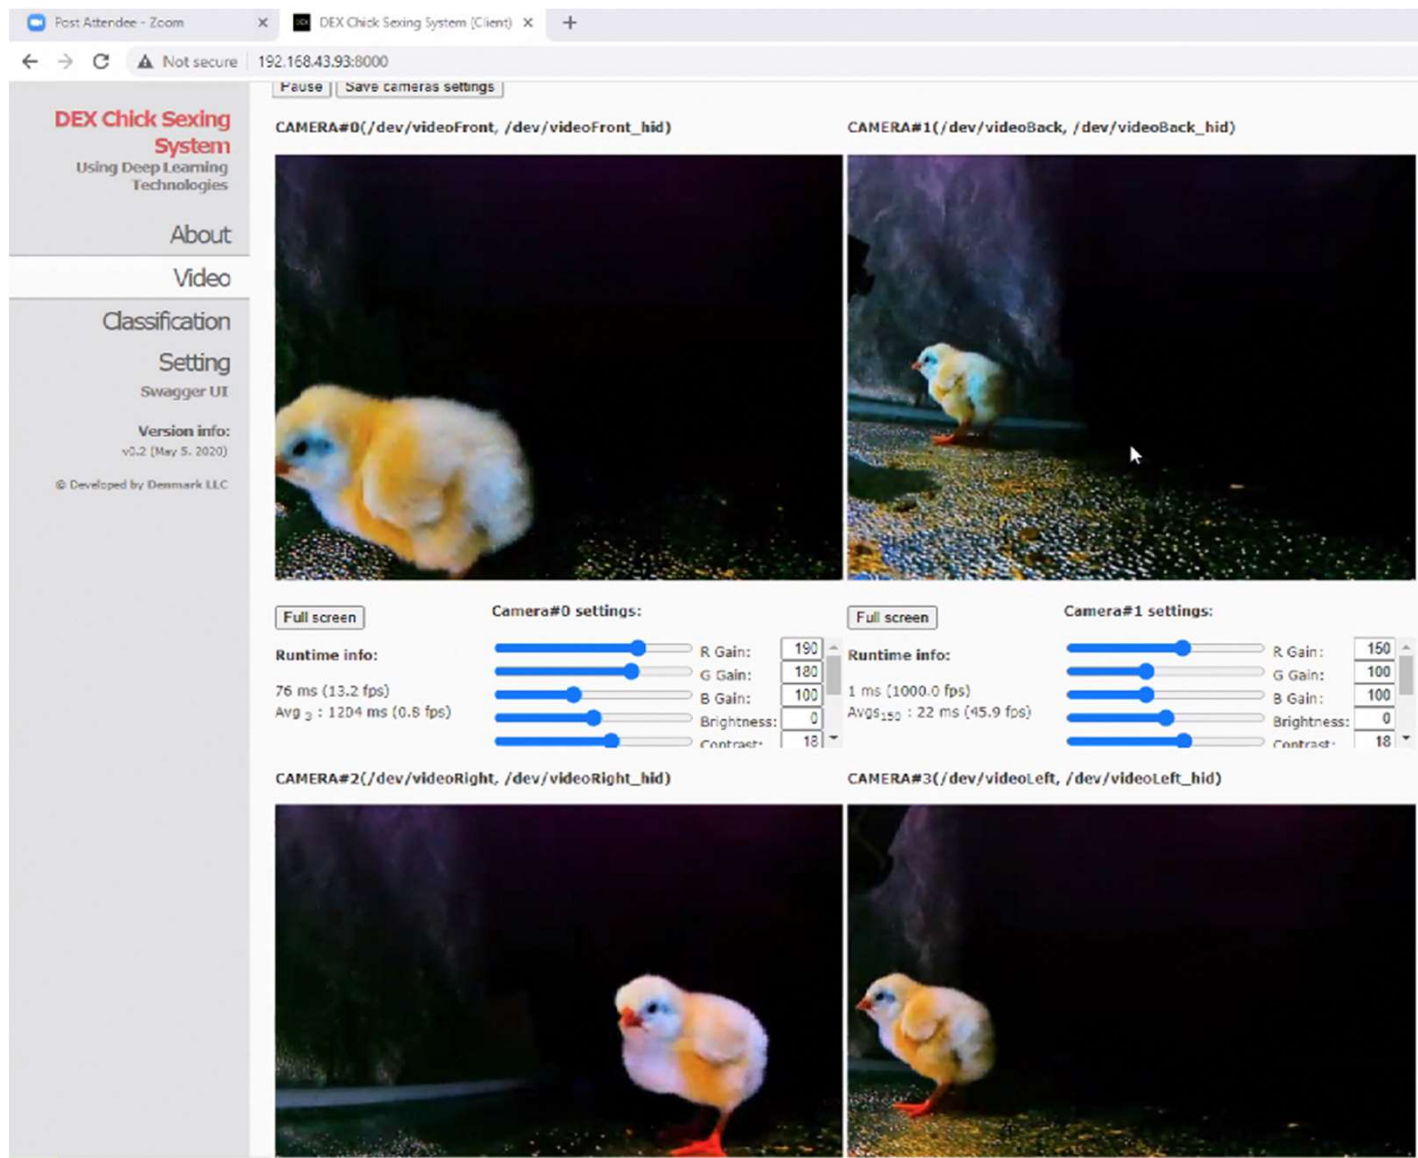 Post Attendee - Zoom
DEX Chick Sexing System (Client)
Not secure
192.168.43.93:8000
DEX Chick Sexing
System
Using Deep Learning
Technologies
About
Video
Classification
Setting
Swagger UI
Version info:
v0.2 (May 5, 2020)
© Developed by Denmark LLC
Pause
Save cameras settings
CAMERA#0(/dev/videoFront, /dev/videoFront_hid)
Full screen
Runtime info:
76 ms (13.2 fps)
Avg 3 : 1204 ms (0.8 fps)
Camera#0 settings:
R Gain: 190
G Gain: 180
B Gain: 100
Brightness: 0
Contrast: 18
CAMERA#1(/dev/videoBack, /dev/videoBack_hid)
Full screen
Runtime info:
1 ms (1000.0 fps)
Avgs150 : 22 ms (45.9 fps)
Camera#1 settings:
R Gain: 150
G Gain: 100
B Gain: 100
Brightness: 0
Contrast: 18
CAMERA#2(/dev/videoRight, /dev/videoRight_hid)
CAMERA#3(/dev/videoLeft, /dev/videoLeft_hid)